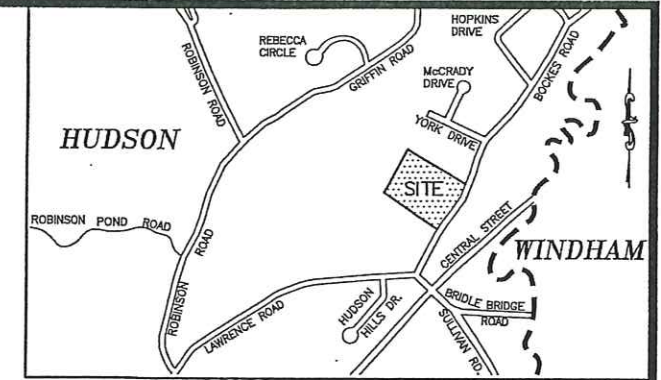 HOPKINS
DRIVE
REBECCA
CIRCLE
ROBINSON ROAD
GRIFFIN ROAD
McCRADY
DRIVE
BOCKES ROAD
YORK DRIVE
HUDSON
SITE
ROBINSON POND ROAD
ROAD
CENTRAL STREET
WINDHAM
ROBINSON
LAWRENCE ROAD
HUDSON
HILLS DR.
BRIDLE BRIDGE
ROAD
SULLIVAN RD.